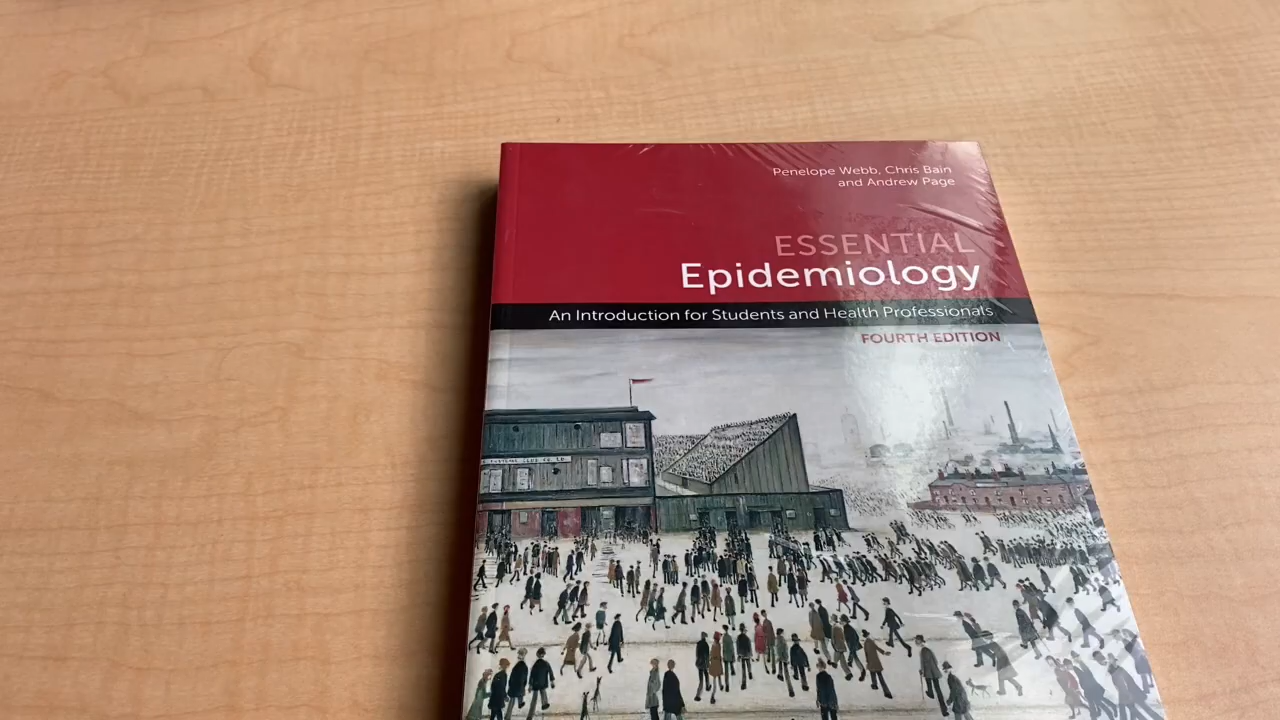 Penelope Webb, Chris Bain
and Andrew Page
ESSENTIAL
Epidemiology
An Introduction for Students and Health Professionals
FOURTH EDITION